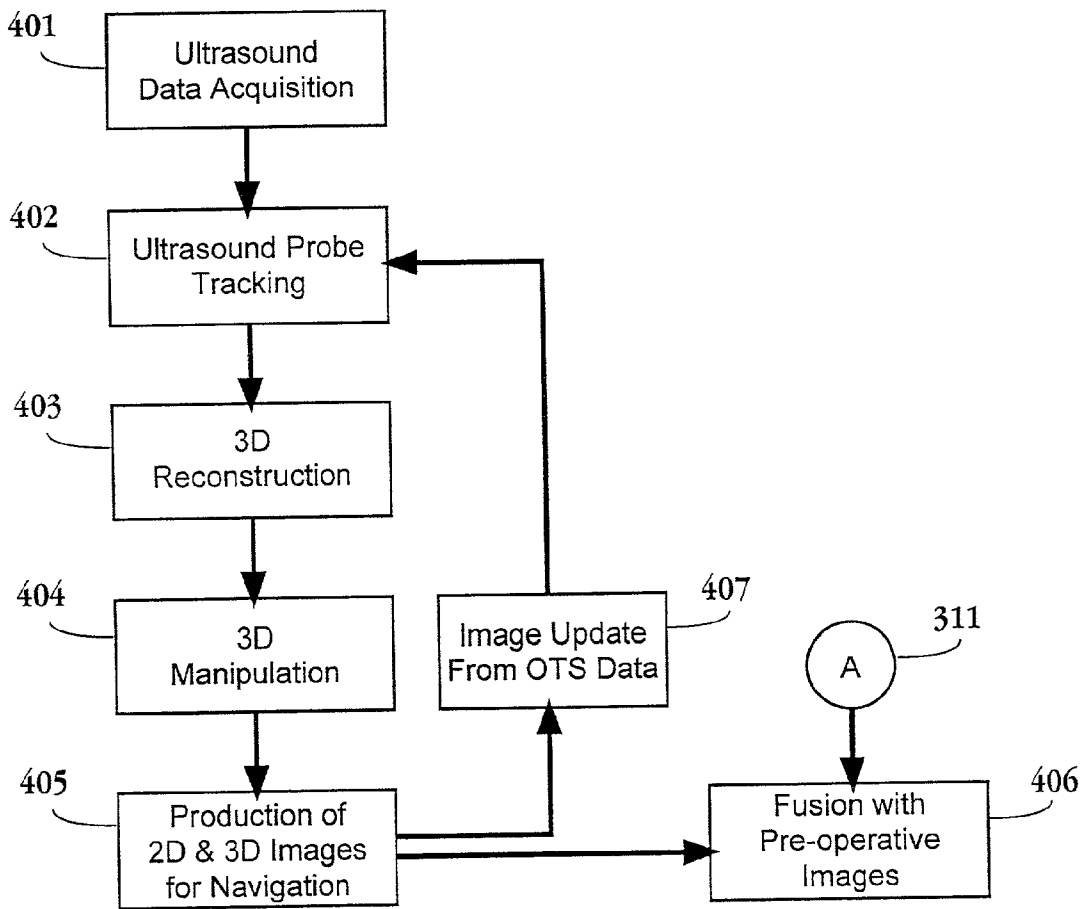 401
Ultrasound
Data Acquisition
402
Ultrasound Probe
Tracking
403
3D
Reconstruction
404
3D
Manipulation
407
Image Update
From OTS Data
311
A
405
Production of
2D & 3D Images
for Navigation
406
Fusion with
Pre-operative
Images